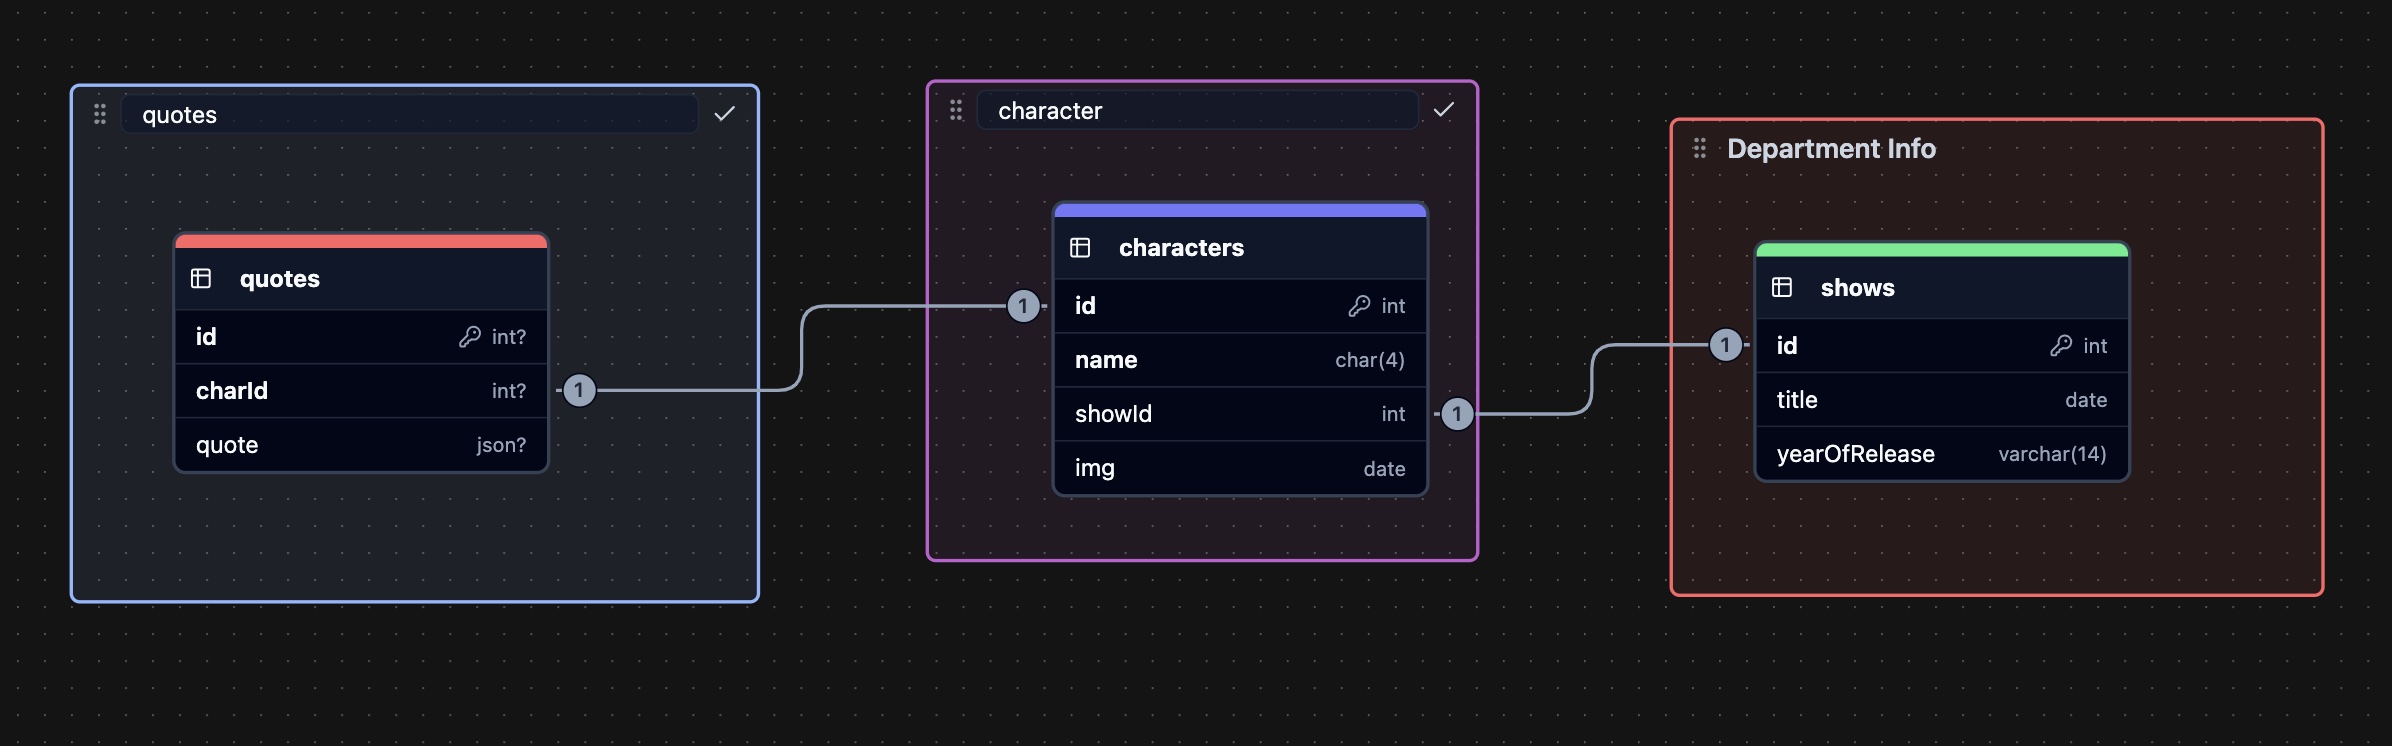 quotes
quotes
id int?
charId int?
quote json?
1
character
characters
id int
name char(4)
showId int
img date
1
1
Department Info
shows
id int
title date
yearOfRelease varchar(14)
1